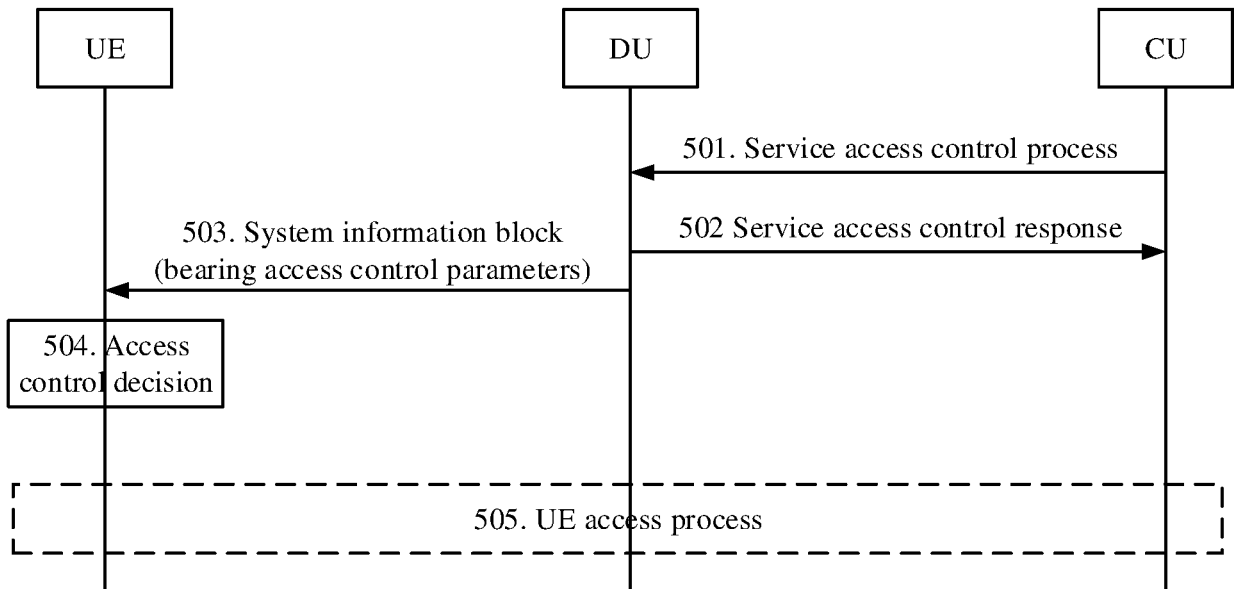 UE
DU
CU
501. Service access control process
502 Service access control response
503. System information block
(bearing access control parameters)
504. Access
control decision
505. UE access process